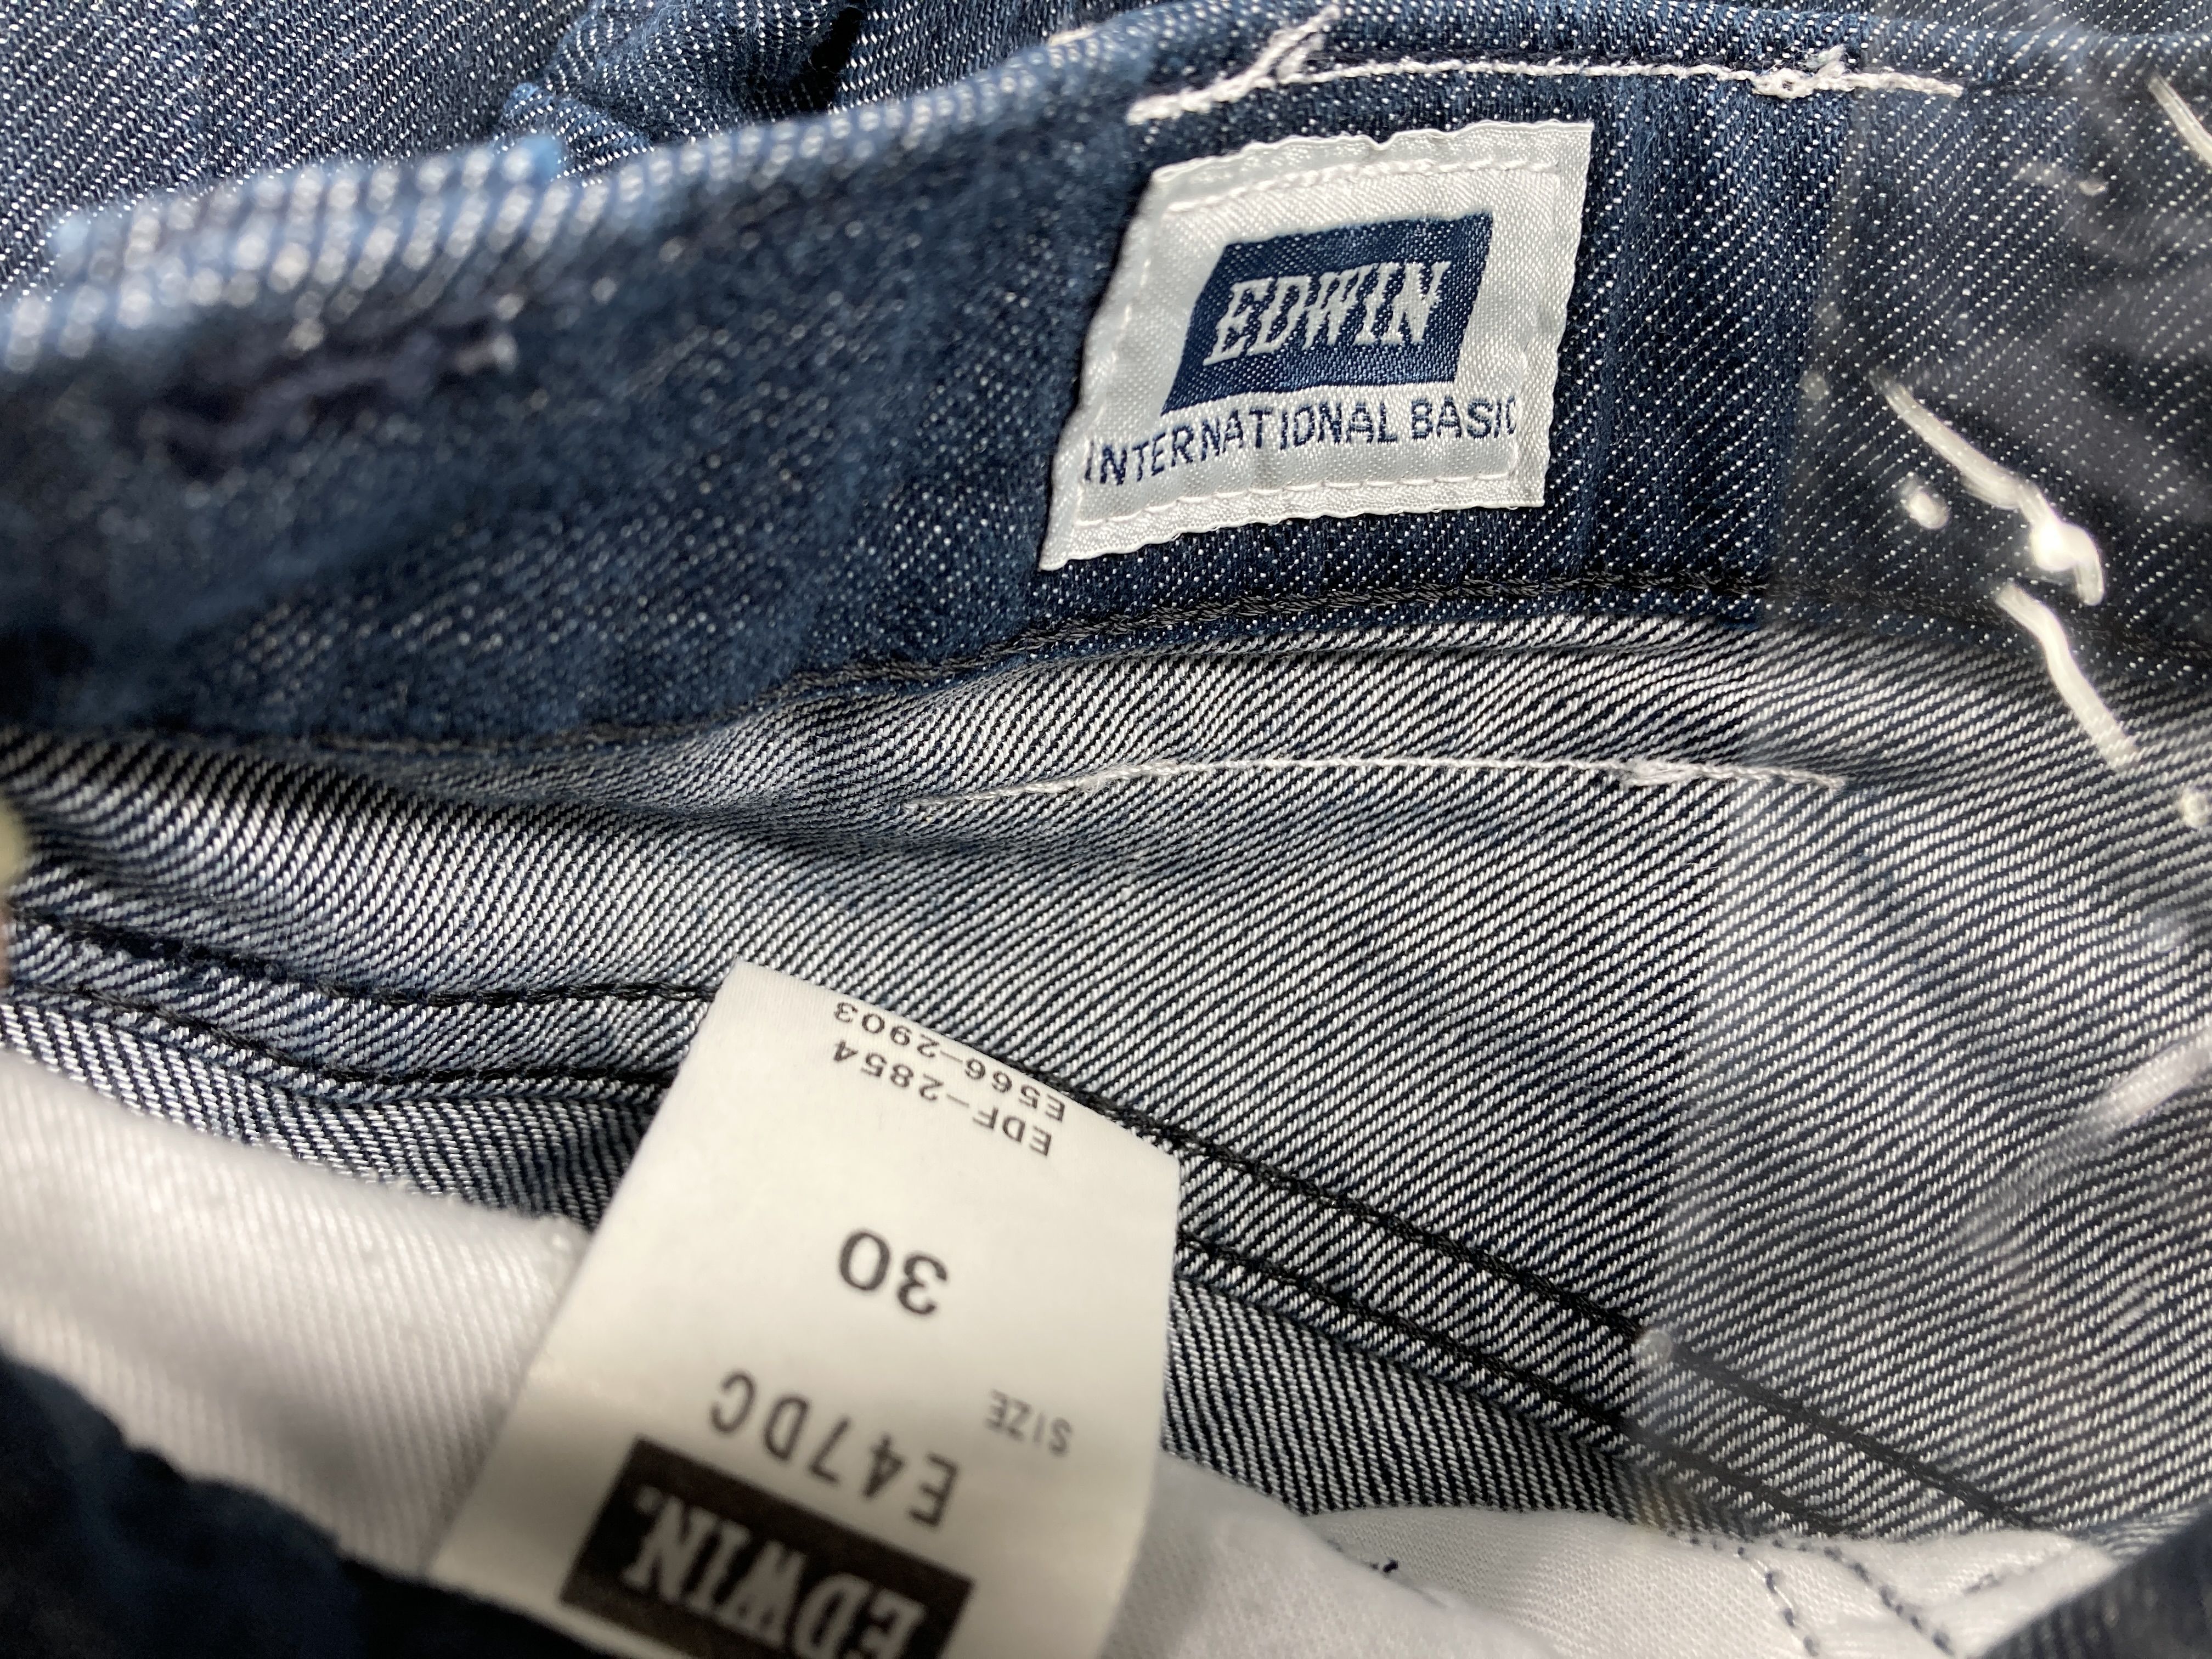 EDWIN
INTERNATIONAL BASIC
EDWIN.
E47DC
SIZE
30
EDF-2854
E566-2903